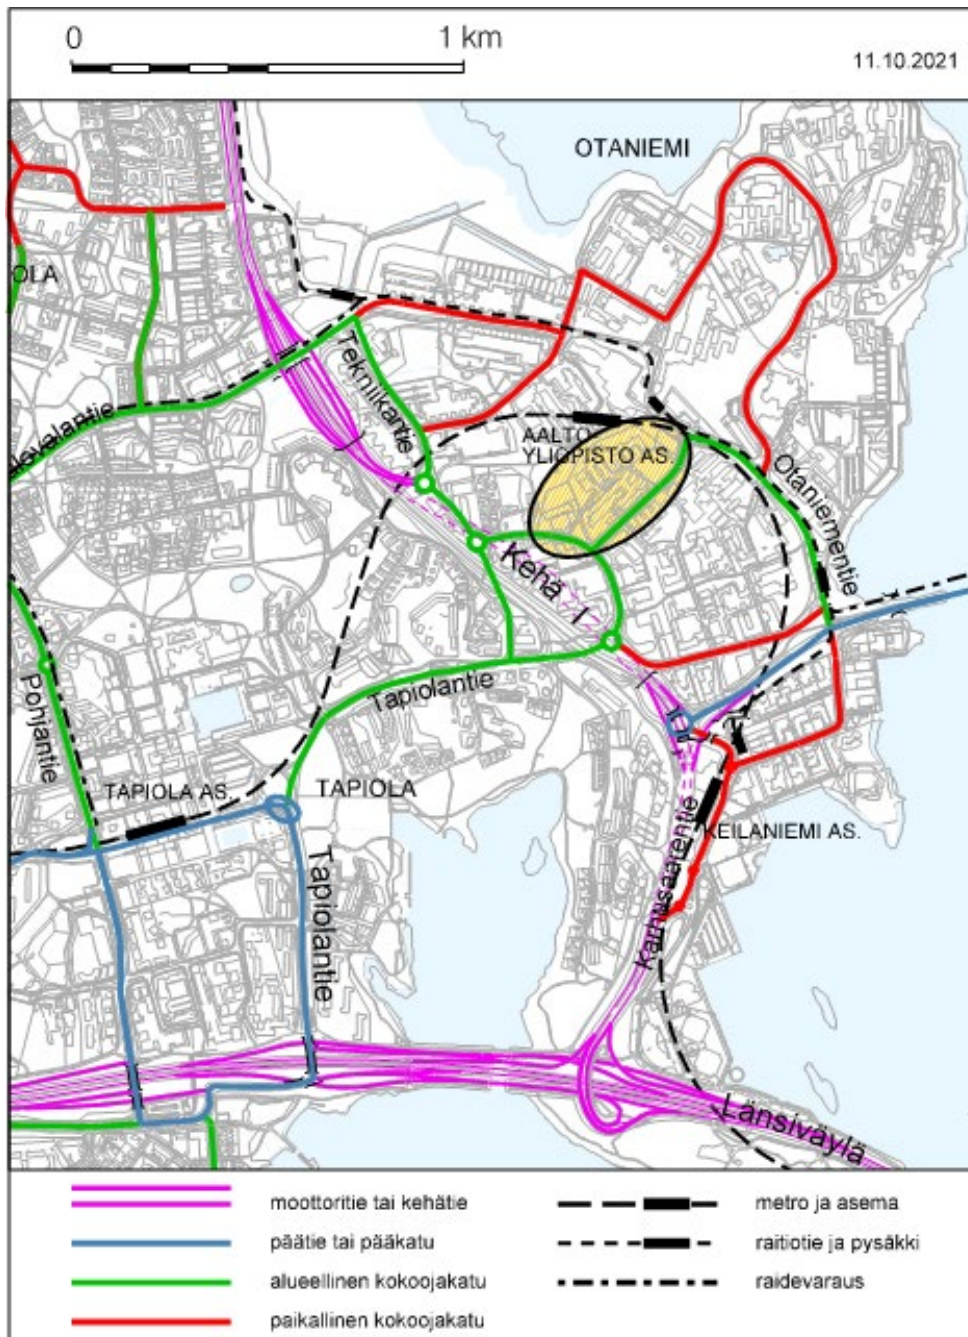 0 1 km
11.10.2021
OTANIEMI
OLA
Tekniikantie
AALTO
YLIOPISTO AS.
Otaniementie
Kehä I
Pohjantie
Tapiolantie
TAPIOLA AS.
TAPIOLA
KEILANIEMI AS.
Tapiolantie
Karhusaarentie
Länsiväylä
moottoritie tai kehätie
päätie tai pääkatu
alueellinen kokoojakatu
paikallinen kokoojakatu
metro ja asema
raitiotie ja pysäkki
raidevaraus